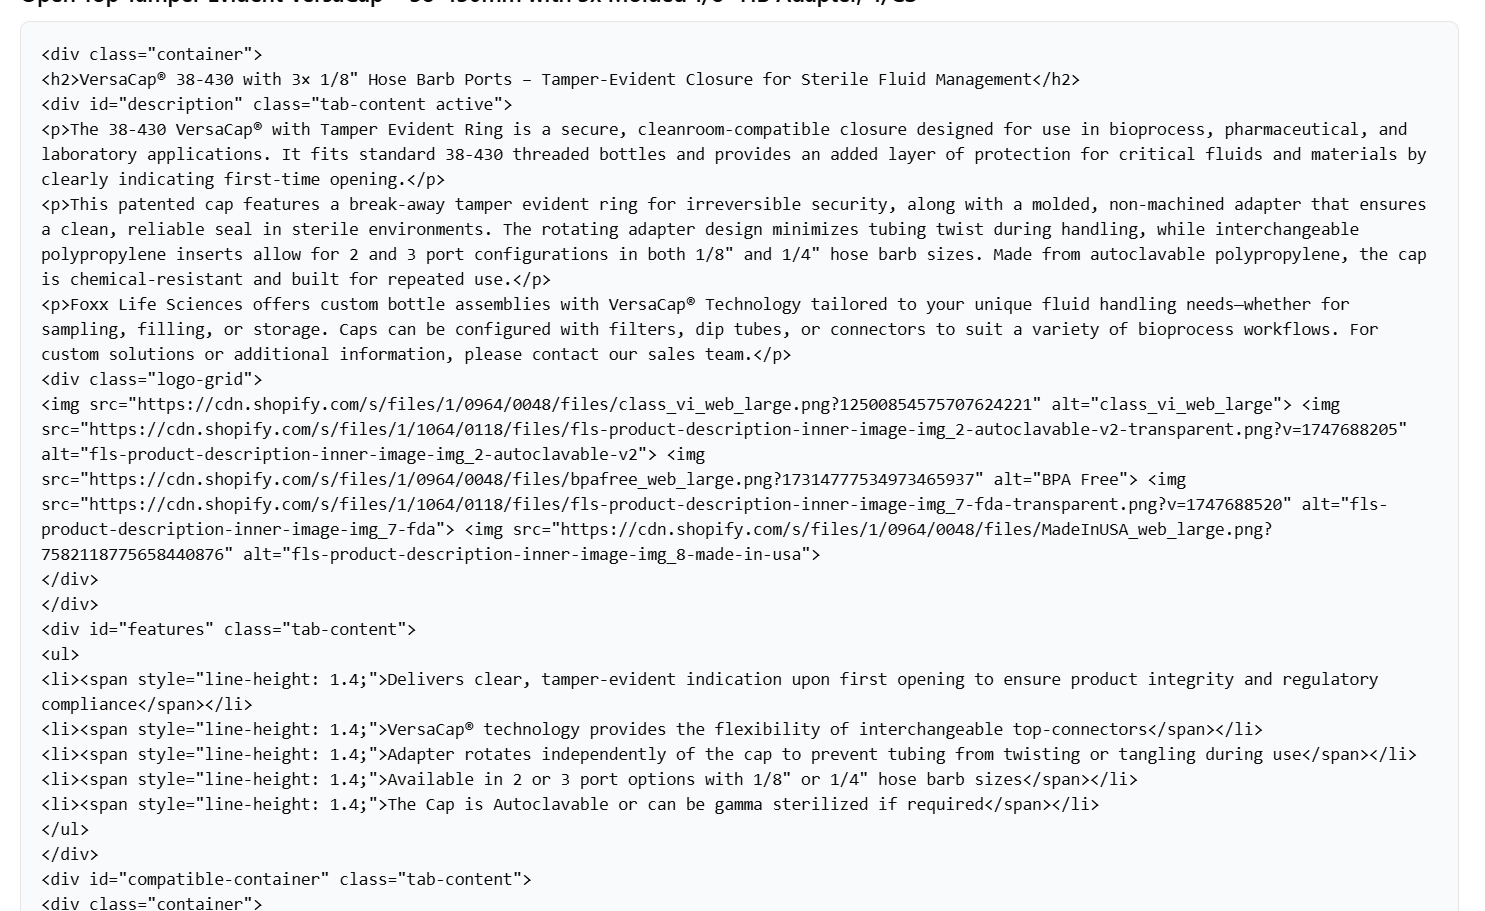 <div class="container">
<h2>VersaCap® 38-430 with 3x 1/8" Hose Barb Ports – Tamper-Evident Closure for Sterile Fluid Management</h2>
<div id="description" class="tab-content active">
<p>The 38-430 VersaCap® with Tamper Evident Ring is a secure, cleanroom-compatible closure designed for use in bioprocess, pharmaceutical, and
laboratory applications. It fits standard 38-430 threaded bottles and provides an added layer of protection for critical fluids and materials by
clearly indicating first-time opening.</p>
<p>This patented cap features a break-away tamper evident ring for irreversible security, along with a molded, non-machined adapter that ensures
a clean, reliable seal in sterile environments. The rotating adapter design minimizes tubing twist during handling, while interchangeable
polypropylene inserts allow for 2 and 3 port configurations in both 1/8" and 1/4" hose barb sizes. Made from autoclavable polypropylene, the cap
is chemical-resistant and built for repeated use.</p>
<p>Foxx Life Sciences offers custom bottle assemblies with VersaCap® Technology tailored to your unique fluid handling needs—whether for
sampling, filling, or storage. Caps can be configured with filters, dip tubes, or connectors to suit a variety of bioprocess workflows. For
custom solutions or additional information, please contact our sales team.</p>
<div class="logo-grid">
<img src="https://cdn.shopify.com/s/files/1/0964/0048/files/class_vi_web_large.png?12500854575707624221" alt="class_vi_web_large"> <img
src="https://cdn.shopify.com/s/files/1/1064/0118/files/fls-product-description-inner-image-img_2-autoclavable-v2-transparent.png?v=1747688205"
alt="fls-product-description-inner-image-img_2-autoclavable-v2"> <img
src="https://cdn.shopify.com/s/files/1/0964/0048/files/bpafree_web_large.png?17314777534973465937" alt="BPA Free"> <img
src="https://cdn.shopify.com/s/files/1/1064/0118/files/fls-product-description-inner-image-img_7-fda-transparent.png?v=1747688520" alt="fls-
product-description-inner-image-img_7-fda"> <img src="https://cdn.shopify.com/s/files/1/0964/0048/files/MadeInUSA_web_large.png?
7582118775658440876" alt="fls-product-description-inner-image-img_8-made-in-usa">
</div>
</div>
<div id="features" class="tab-content">
<ul>
<li><span style="line-height: 1.4;">Delivers clear, tamper-evident indication upon first opening to ensure product integrity and regulatory
compliance</span></li>
<li><span style="line-height: 1.4;">VersaCap® technology provides the flexibility of interchangeable top-connectors</span></li>
<li><span style="line-height: 1.4;">Adapter rotates independently of the cap to prevent tubing from twisting or tangling during use</span></li>
<li><span style="line-height: 1.4;">Available in 2 or 3 port options with 1/8" or 1/4" hose barb sizes</span></li>
<li><span style="line-height: 1.4;">The Cap is Autoclavable or can be gamma sterilized if required</span></li>
</ul>
</div>
<div id="compatible-container" class="tab-content">
<div class="container">